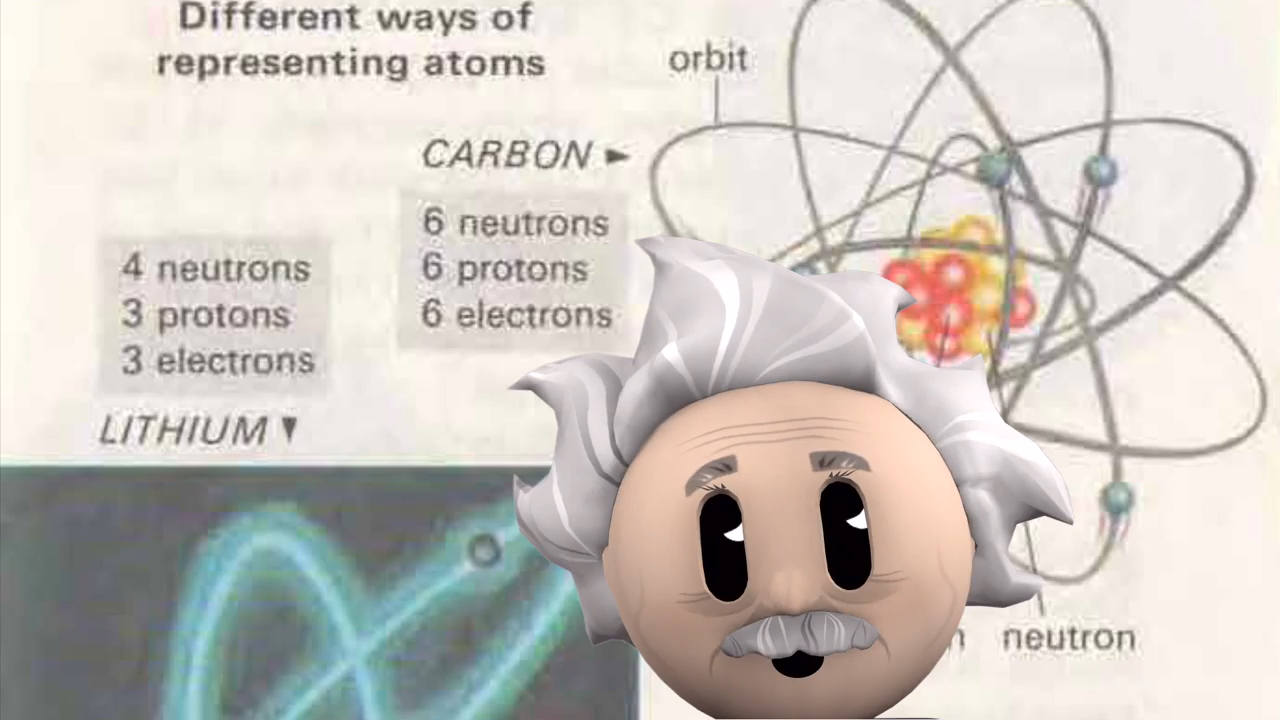 Different ways of
representing atoms
orbit
CARBON ►
6 neutrons
6 protons
6 electrons
4 neutrons
3 protons
3 electrons
LITHIUM ▼
neutron